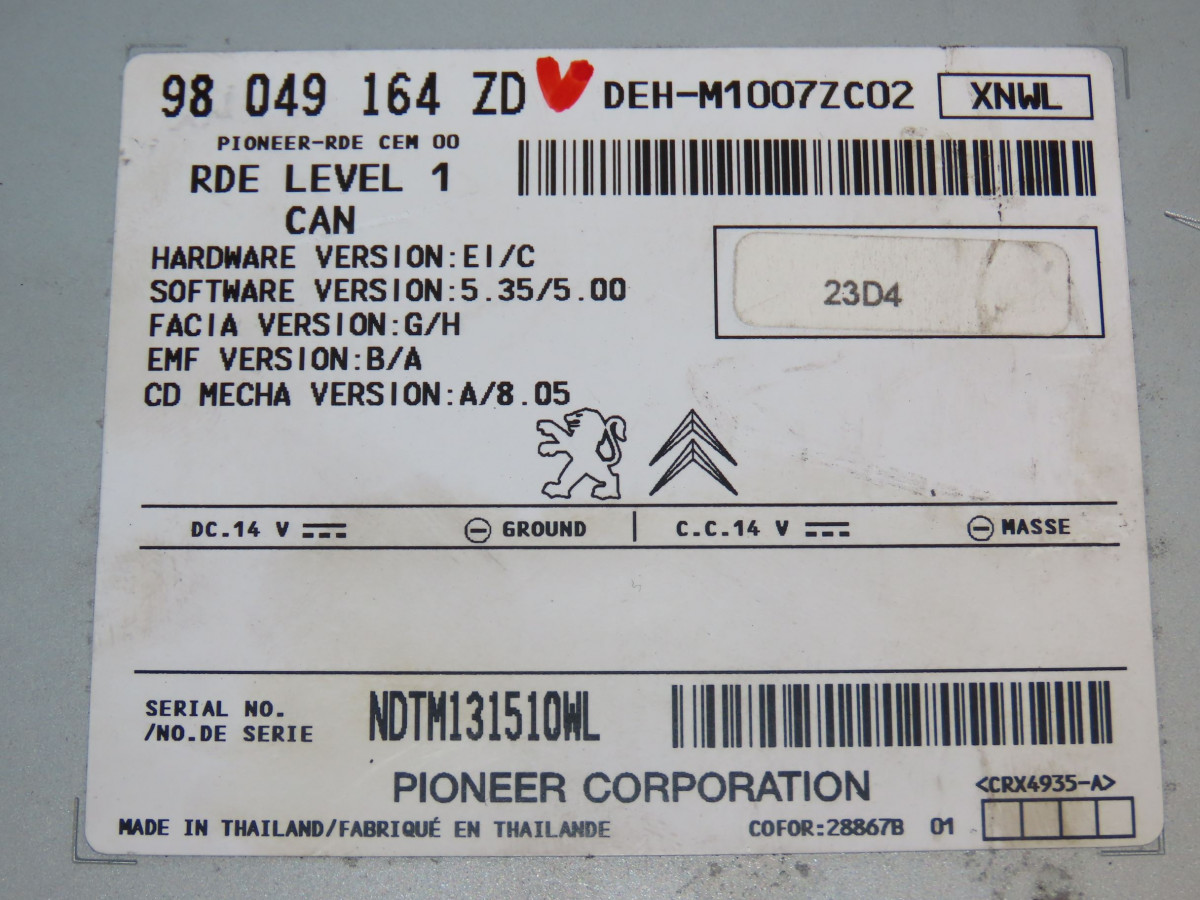 98 049 164 ZD DEH-M1007ZC02 XNWL
PIONEER-RDE CEM 00
RDE LEVEL 1
CAN
HARDWARE VERSION:EI/C
SOFTWARE VERSION:5.35/5.00
23D4
FACIA VERSION:G/H
EMF VERSION:B/A
CD MECHA VERSION:A/8.05
DC.14 V GROUND C.C.14 V MASSE
SERIAL NO.
/NO.DE SERIE
NDTM131510WL
PIONEER CORPORATION
<CRX4935-A>
MADE IN THAILAND/FABRIQUÉ EN THAILANDE COFOR:28867B 01